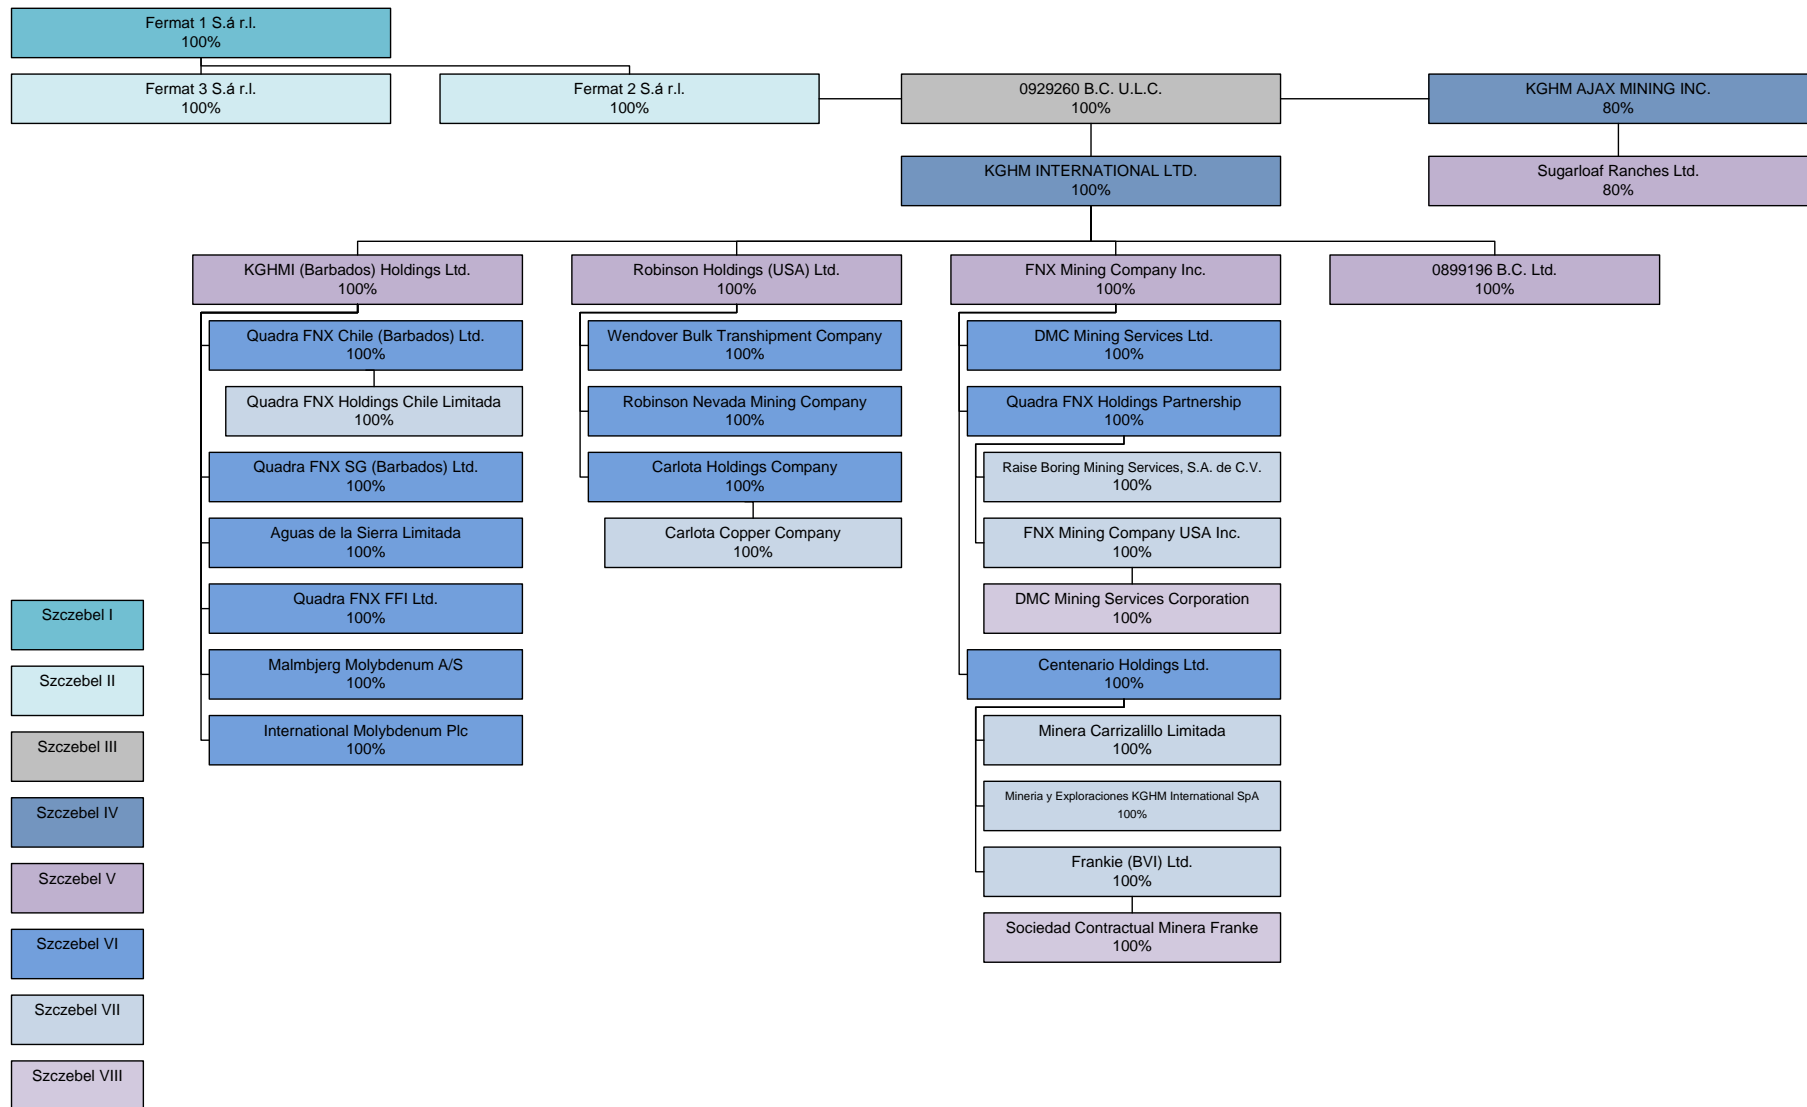 Fermat 1 S.á r.l.
100%
Fermat 3 S.á r.l.
100%
Fermat 2 S.á r.l.
100%
0929260 B.C. U.L.C.
100%
KGHM AJAX MINING INC.
80%
KGHM INTERNATIONAL LTD.
100%
Sugarloaf Ranches Ltd.
80%
KGHMI (Barbados) Holdings Ltd.
100%
Robinson Holdings (USA) Ltd.
100%
FNX Mining Company Inc.
100%
0899196 B.C. Ltd.
100%
Quadra FNX Chile (Barbados) Ltd.
100%
Quadra FNX Holdings Chile Limitada
100%
Quadra FNX SG (Barbados) Ltd.
100%
Aguas de la Sierra Limitada
100%
Quadra FNX FFI Ltd.
100%
Malmbjerg Molybdenum A/S
100%
International Molybdenum Plc
100%
Wendover Bulk Transhipment Company
100%
Robinson Nevada Mining Company
100%
Carlota Holdings Company
100%
Carlota Copper Company
100%
DMC Mining Services Ltd.
100%
Quadra FNX Holdings Partnership
100%
Raise Boring Mining Services, S.A. de C.V.
100%
FNX Mining Company USA Inc.
100%
DMC Mining Services Corporation
100%
Centenario Holdings Ltd.
100%
Minera Carrizalillo Limitada
100%
Mineria y Exploraciones KGHM International SpA
100%
Frankie (BVI) Ltd.
100%
Sociedad Contractual Minera Franke
100%
Szczebel I
Szczebel II
Szczebel III
Szczebel IV
Szczebel V
Szczebel VI
Szczebel VII
Szczebel VIII